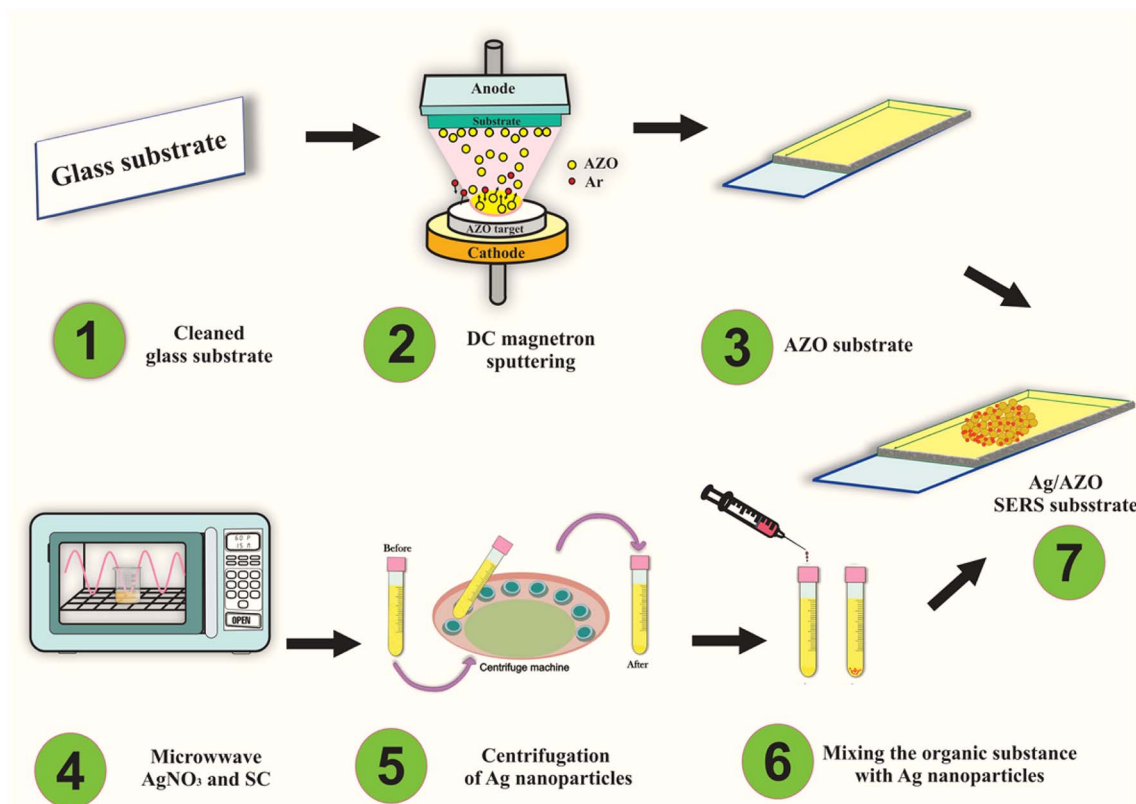 Glass substrate
Anode
Substrate
AZO
Ar
AZO target
Cathode
1
Cleaned
glass substrate
2
DC magnetron
sputtering
3
AZO substrate
Ag/AZO
SERS subsstrate
7
60 P
15 M
OPEN
Before
Centrifuge machine
After
4
Microwwave
AgNO₃ and SC
5
Centrifugation
of Ag nanoparticles
6
Mixing the organic substance
with Ag nanoparticles